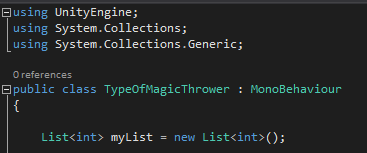 using UnityEngine;
using System.Collections;
using System.Collections.Generic;
0 references
public class TypeOfMagicThrower : MonoBehaviour
{
List<int> myList = new List<int>();